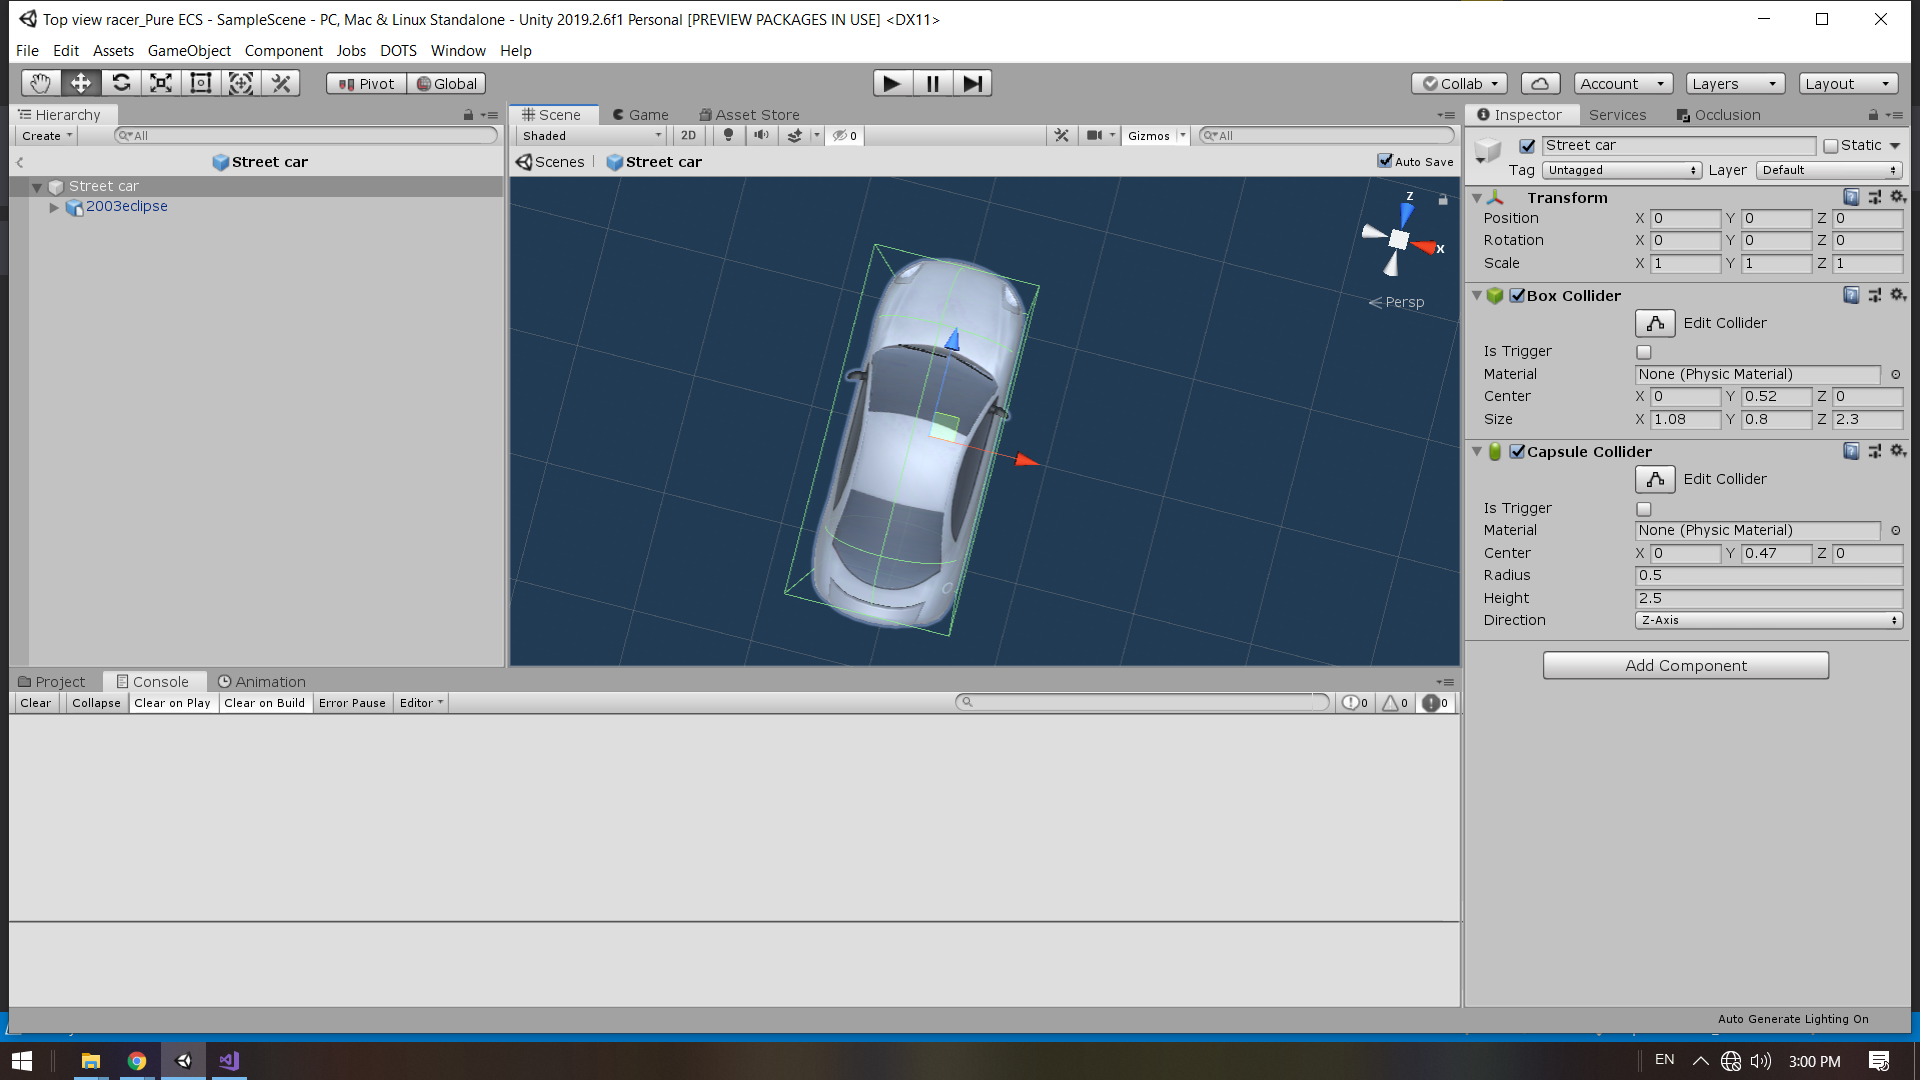 Top view racer_Pure ECS - SampleScene - PC, Mac & Linux Standalone - Unity 2019.2.6f1 Personal [PREVIEW PACKAGES IN USE] <DX11>
File Edit Assets GameObject Component Jobs DOTS Window Help
Pivot Global Collab Account Layers Layout
Hierarchy
Create All
Street car
Street car
2003eclipse
Scene Game Asset Store
Shaded 2D 0 Gizmos All
Scenes Street car Auto Save
z
x
Persp
Inspector Services Occlusion
Street car Static
Tag Untagged Layer Default
Transform
Position X 0 Y 0 Z 0
Rotation X 0 Y 0 Z 0
Scale X 1 Y 1 Z 1
Box Collider
Edit Collider
Is Trigger
Material None (Physic Material)
Center X 0 Y 0.52 Z 0
Size X 1.08 Y 0.8 Z 2.3
Capsule Collider
Edit Collider
Is Trigger
Material None (Physic Material)
Center X 0 Y 0.47 Z 0
Radius 0.5
Height 2.5
Direction Z-Axis
Add Component
Project Console Animation
Clear Collapse Clear on Play Clear on Build Error Pause Editor 0 0 0
Auto Generate Lighting On
EN 3:00 PM